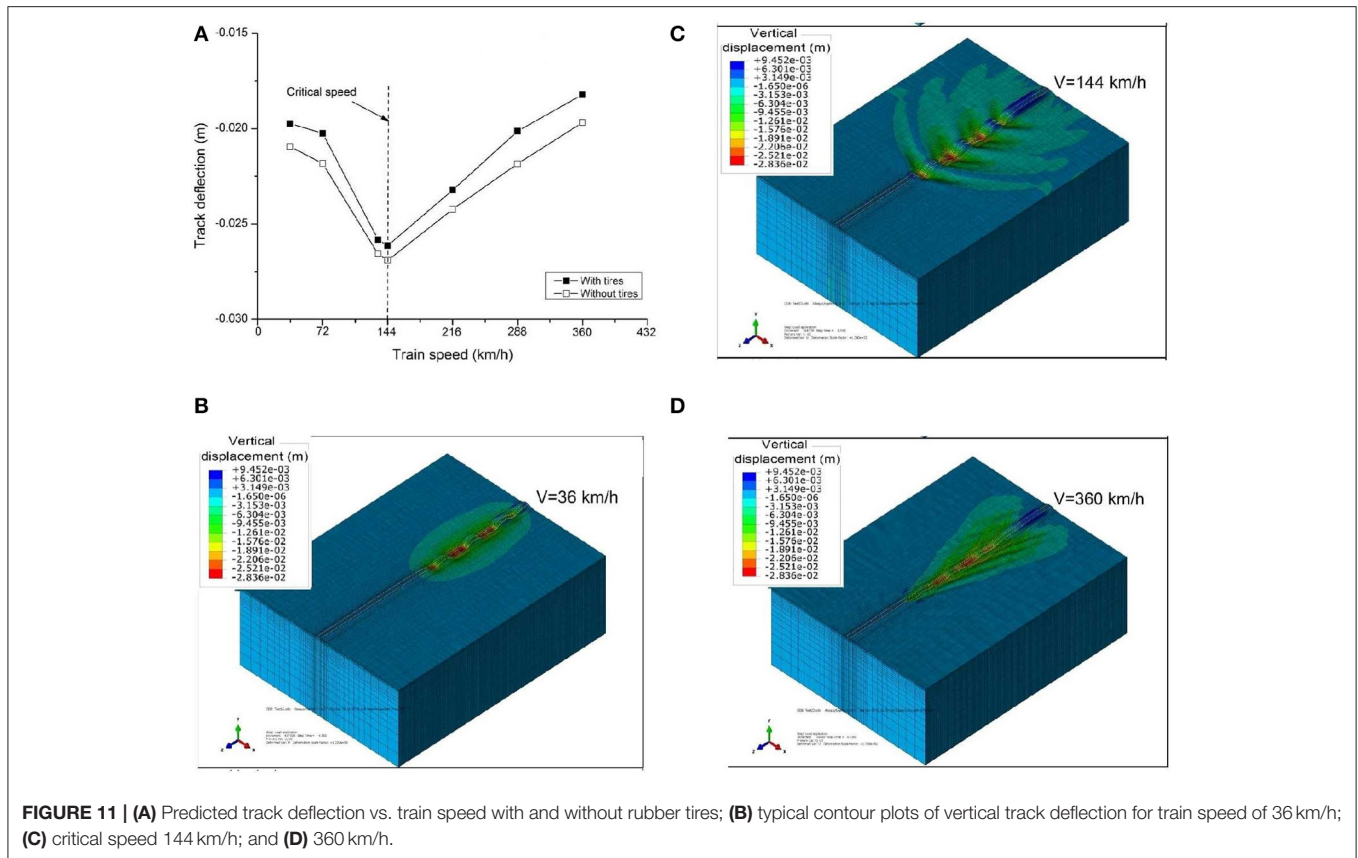 A
-0.015
-0.020
-0.025
-0.030
Track deflection (m)
Critical speed
With tires
Without tires
0 72 144 216 288 360 432
Train speed (km/h)
C
Vertical
displacement (m)
+9.452e-03
+6.301e-03
+3.149e-03
-1.650e-06
-3.153e-03
-6.304e-03
-9.455e-03
-1.261e-02
-1.576e-02
-1.891e-02
-2.206e-02
-2.521e-02
-2.836e-02
V=144 km/h
Y
Z X
B
Vertical
displacement (m)
+9.452e-03
+6.301e-03
+3.149e-03
-1.650e-06
-3.153e-03
-6.304e-03
-9.455e-03
-1.261e-02
-1.576e-02
-1.891e-02
-2.206e-02
-2.521e-02
-2.836e-02
V=36 km/h
Y
Z X
D
Vertical
displacement (m)
+9.452e-03
+6.301e-03
+3.149e-03
-1.650e-06
-3.153e-03
-6.304e-03
-9.455e-03
-1.261e-02
-1.576e-02
-1.891e-02
-2.206e-02
-2.521e-02
-2.836e-02
V=360 km/h
Y
Z X
FIGURE 11 | (A) Predicted track deflection vs. train speed with and without rubber tires; (B) typical contour plots of vertical track deflection for train speed of 36 km/h;
(C) critical speed 144 km/h; and (D) 360 km/h.